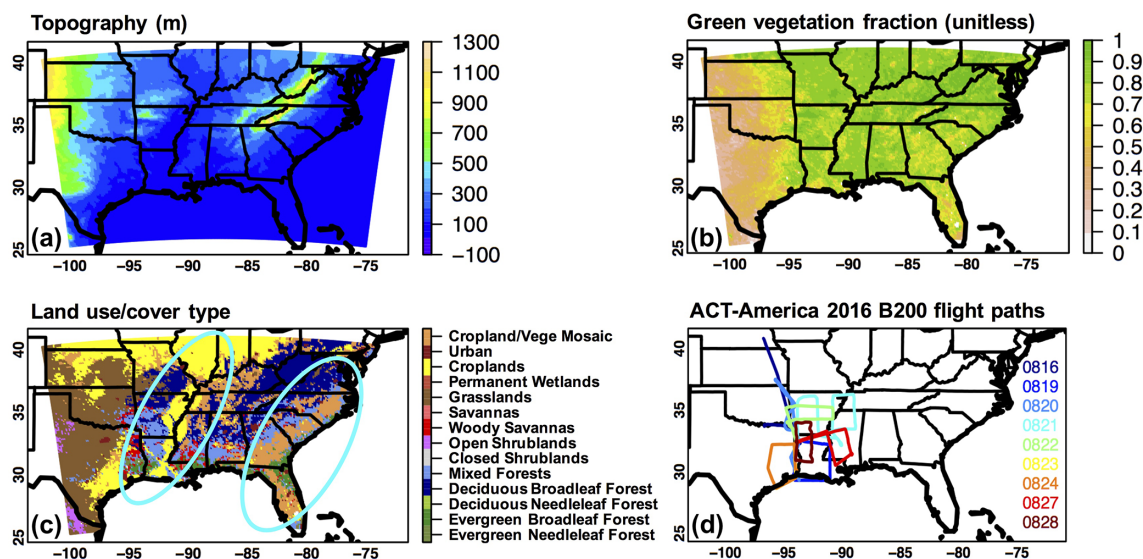 Topography (m)
1300
1100
900
700
500
300
100
−100
40
35
30
25
(a)
−100 −95 −90 −85 −80 −75
Green vegetation fraction (unitless)
1
0.9
0.8
0.7
0.6
0.5
0.4
0.3
0.2
0.1
0
40
35
30
25
(b)
−100 −95 −90 −85 −80 −75
Land use/cover type
Cropland/Vege Mosaic
Urban
Croplands
Permanent Wetlands
Grasslands
Savannas
Woody Savannas
Open Shrublands
Closed Shrublands
Mixed Forests
Deciduous Broadleaf Forest
Deciduous Needleleaf Forest
Evergreen Broadleaf Forest
Evergreen Needleleaf Forest
40
35
30
25
(c)
−100 −95 −90 −85 −80 −75
ACT-America 2016 B200 flight paths
0816
0819
0820
0821
0822
0823
0824
0827
0828
40
35
30
25
(d)
−100 −95 −90 −85 −80 −75